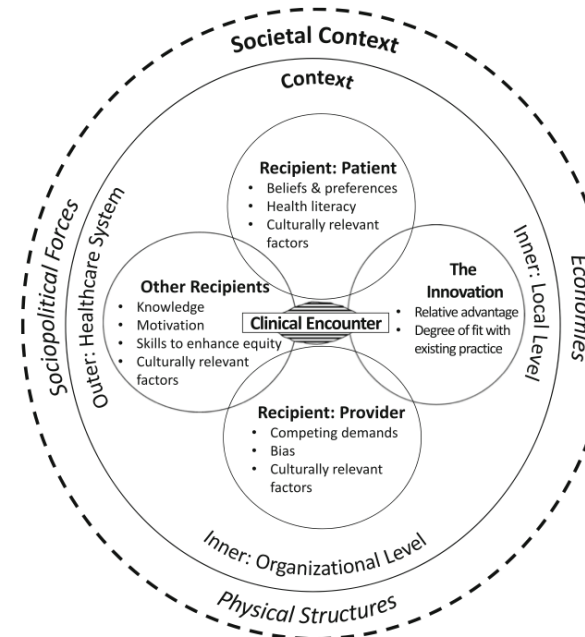 Societal Context
Context
Sociopolitical Forces
Outer: Healthcare System
Recipient: Patient
• Beliefs & preferences
• Health literacy
• Culturally relevant
factors
Other Recipients
• Knowledge
• Motivation
• Skills to enhance equity
• Culturally relevant
factors
Clinical Encounter
The
Innovation
• Relative advantage
• Degree of fit with
existing practice
Inner: Local Level
Economies
Recipient: Provider
• Competing demands
• Bias
• Culturally relevant
factors
Inner: Organizational Level
Physical Structures